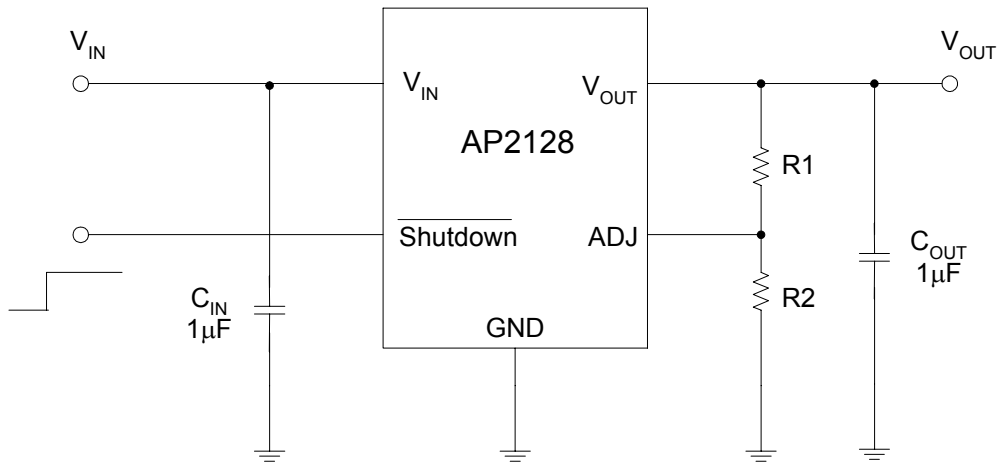 V_IN
V_OUT
V_IN
V_OUT
AP2128
R1
Shutdown
ADJ
C_OUT
1μF
C_IN
1μF
R2
GND